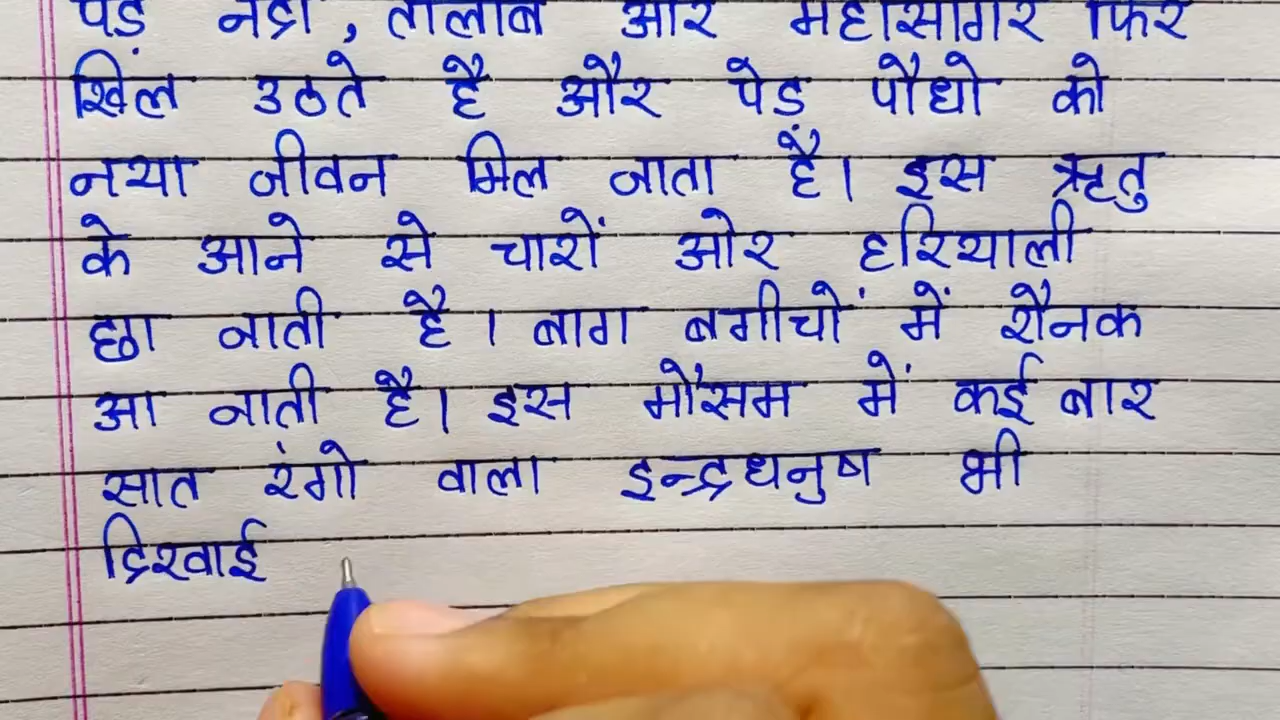 पड़े नदी, तालाब और महासागर फिर
खिल उठते है और पेड पौधो को
नया जीवन मिल जाता हैं। इस ऋतु
के आने से चारों ओर हरियाली
छा जाती है । बाग बगीचों में रौनक
आ जाती है। इस मौसम में कई बार
सात रंगो वाला इन्द्रधनुष भी
दिखाई